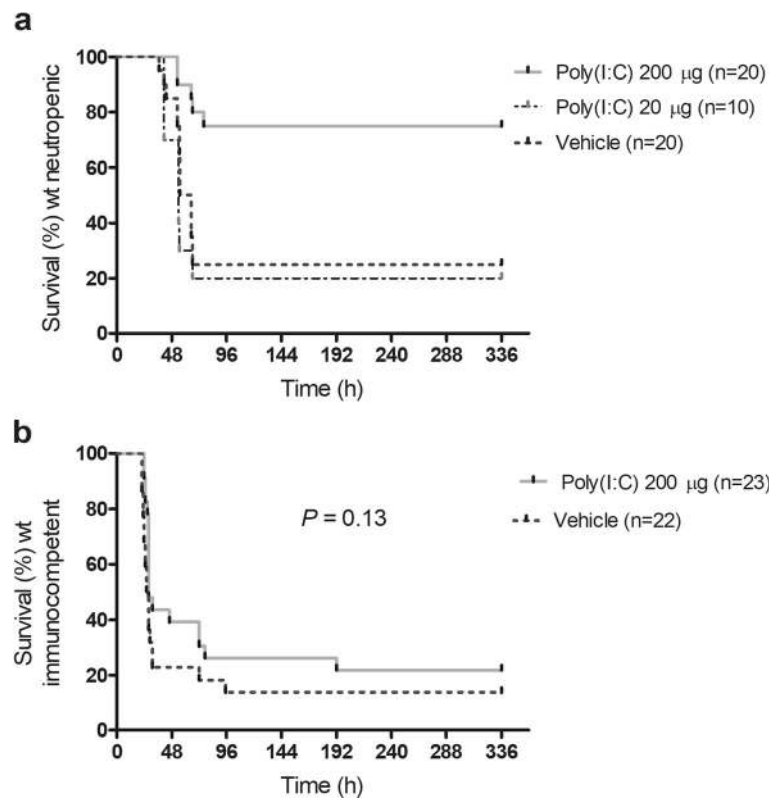 a
Survival (%) wt neutropenic
100
80
60
40
20
0
0 48 96 144 192 240 288 336
Time (h)
Poly(I:C) 200 μg (n=20)
Poly(I:C) 20 μg (n=10)
Vehicle (n=20)
b
Survival (%) wt
immunocompetent
100
80
60
40
20
0
0 48 96 144 192 240 288 336
Time (h)
P = 0.13
Poly(I:C) 200 μg (n=23)
Vehicle (n=22)